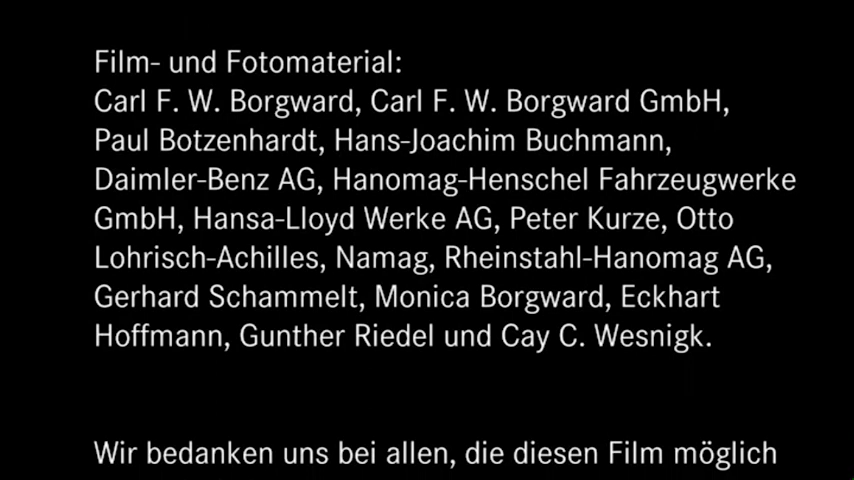 Film- und Fotomaterial:
Carl F. W. Borgward, Carl F. W. Borgward GmbH,
Paul Botzenhardt, Hans-Joachim Buchmann,
Daimler-Benz AG, Hanomag-Henschel Fahrzeugwerke
GmbH, Hansa-Lloyd Werke AG, Peter Kurze, Otto
Lohrisch-Achilles, Namag, Rheinstahl-Hanomag AG,
Gerhard Schammelt, Monica Borgward, Eckhart
Hoffmann, Gunther Riedel und Cay C. Wesnigk.
Wir bedanken uns bei allen, die diesen Film möglich